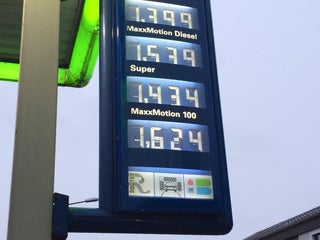 1,399
MaxxMotion Diesel
1,539
Super
1,434
MaxxMotion 100
1,624